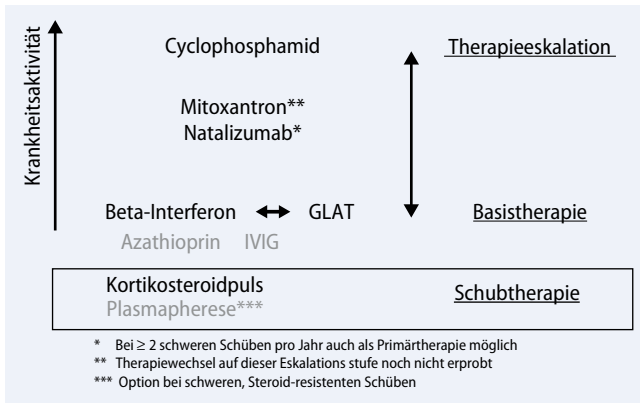 Krankheitsaktivität
Cyclophosphamid Therapieeskalation
Mitoxantron**
Natalizumab*
Beta-Interferon GLAT Basistherapie
Azathioprin IVIG
Kortikosteroidpuls
Plasmapherese*** Schubtherapie
* Bei ≥ 2 schweren Schüben pro Jahr auch als Primärtherapie möglich
** Therapiewechsel auf dieser Eskalations stufe noch nicht erprobt
*** Option bei schweren, Steroid-resistenten Schüben